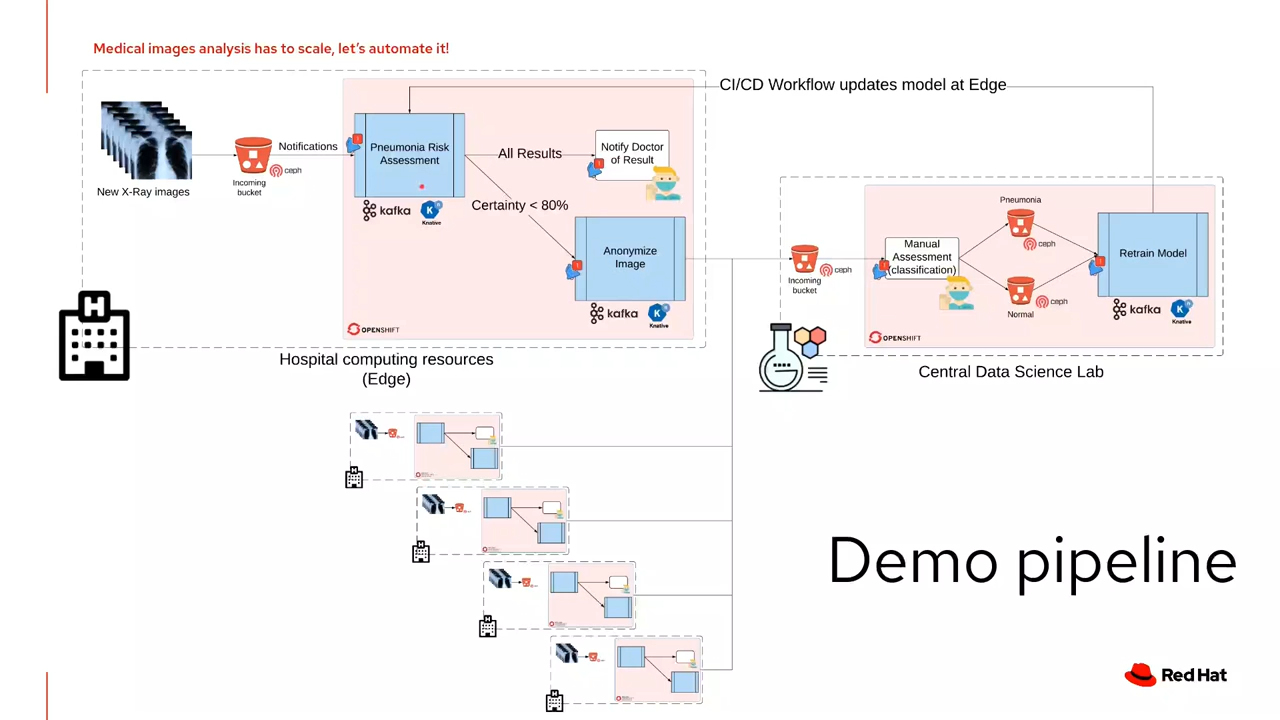 Medical images analysis has to scale, let's automate it!
CI/CD Workflow updates model at Edge
New X-Ray images
Incoming
bucket
ceph
Notifications
Pneumonia Risk
Assessment
kafka
Knative
All Results
Notify Doctor
of Result
Certainty < 80%
Anonymize
Image
kafka
Knative
OPENSHIFT
Hospital computing resources
(Edge)
Incoming
bucket
ceph
Manual
Assessment
(classification)
Pneumonia
ceph
Normal
ceph
Retrain Model
kafka
Knative
OPENSHIFT
Central Data Science Lab
Demo pipeline
Red Hat